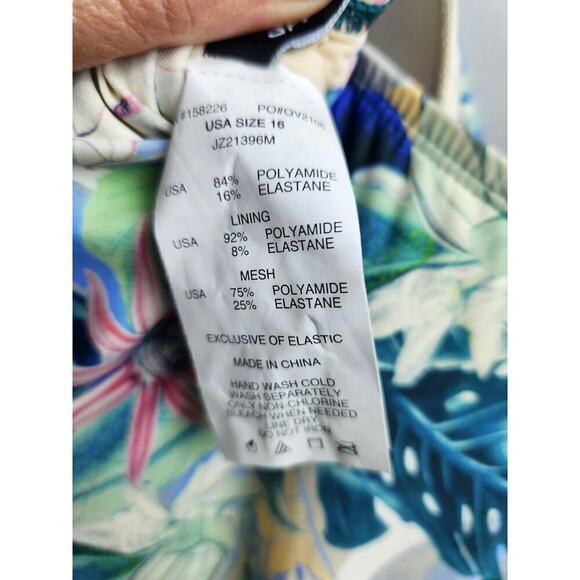 #158226 PO#QV2106
USA SIZE 16
JZ21396M
USA 84% POLYAMIDE
16% ELASTANE
LINING
USA 92% POLYAMIDE
8% ELASTANE
MESH
USA 75% POLYAMIDE
25% ELASTANE
EXCLUSIVE OF ELASTIC
MADE IN CHINA
HAND WASH COLD
WASH SEPARATELY
ONLY NON-CHLORINE
BLEACH WHEN NEEDED
LINE DRY
DO NOT IRON